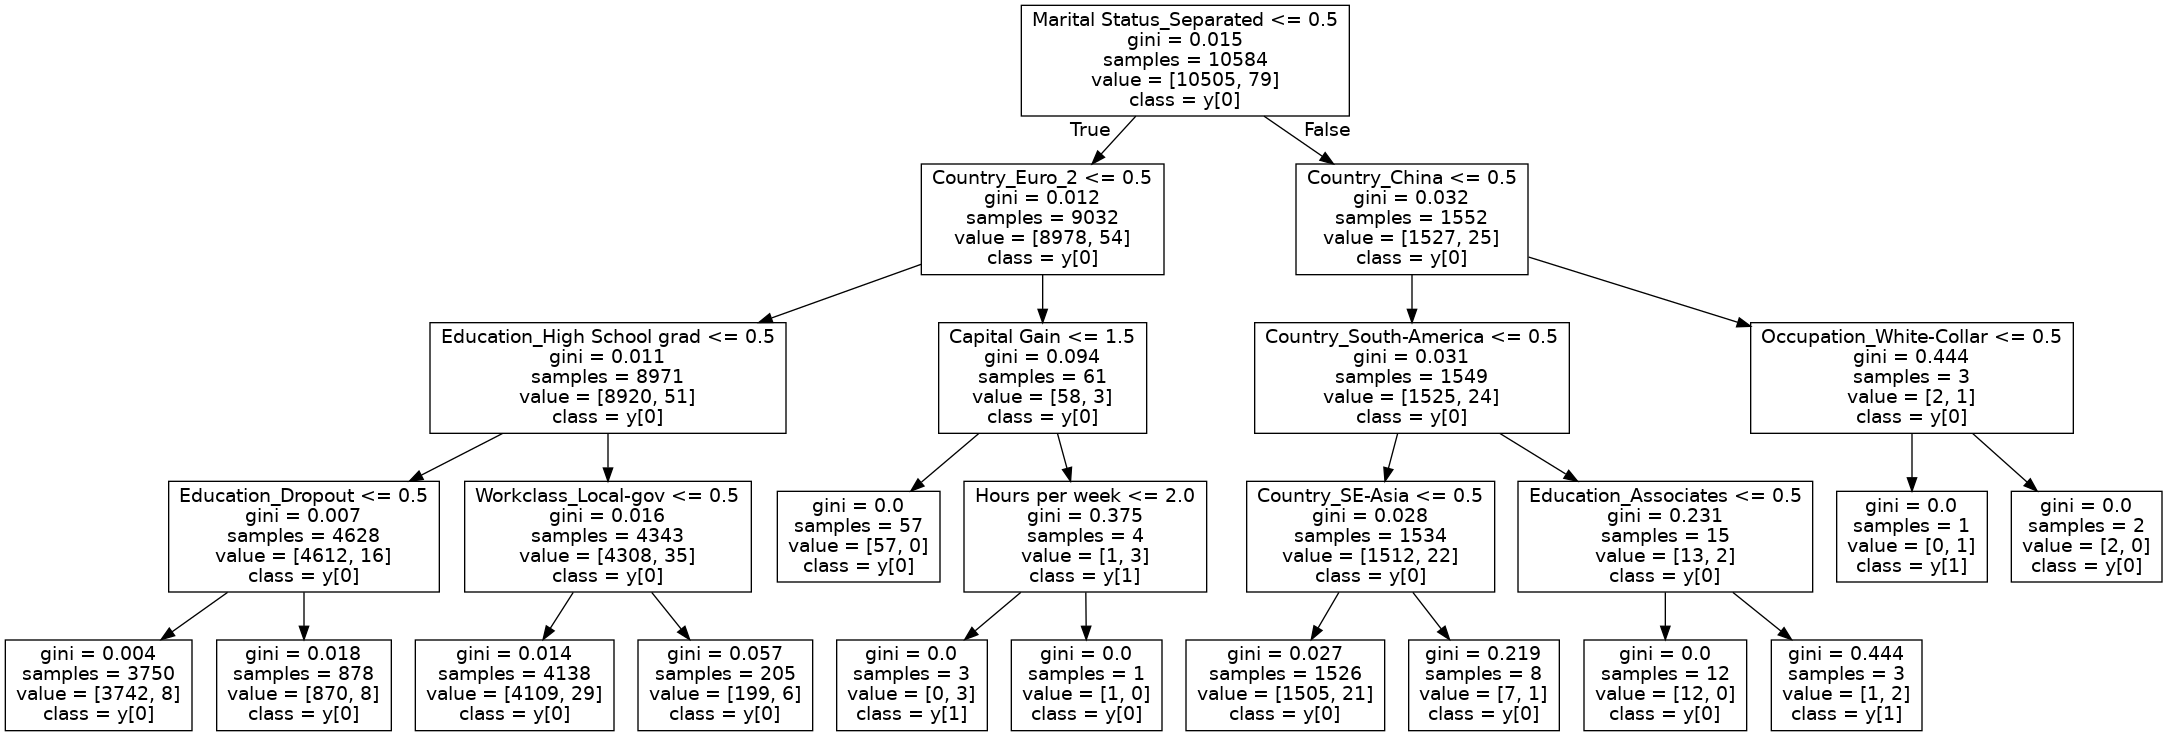 Marital Status_Separated <= 0.5
gini = 0.015
samples = 10584
value = [10505, 79]
class = y[0]
True
False
Country_Euro_2 <= 0.5
gini = 0.012
samples = 9032
value = [8978, 54]
class = y[0]
Country_China <= 0.5
gini = 0.032
samples = 1552
value = [1527, 25]
class = y[0]
Education_High School grad <= 0.5
gini = 0.011
samples = 8971
value = [8920, 51]
class = y[0]
Capital Gain <= 1.5
gini = 0.094
samples = 61
value = [58, 3]
class = y[0]
Country_South-America <= 0.5
gini = 0.031
samples = 1549
value = [1525, 24]
class = y[0]
Occupation_White-Collar <= 0.5
gini = 0.444
samples = 3
value = [2, 1]
class = y[0]
Education_Dropout <= 0.5
gini = 0.007
samples = 4628
value = [4612, 16]
class = y[0]
Workclass_Local-gov <= 0.5
gini = 0.016
samples = 4343
value = [4308, 35]
class = y[0]
gini = 0.0
samples = 57
value = [57, 0]
class = y[0]
Hours per week <= 2.0
gini = 0.375
samples = 4
value = [1, 3]
class = y[1]
Country_SE-Asia <= 0.5
gini = 0.028
samples = 1534
value = [1512, 22]
class = y[0]
Education_Associates <= 0.5
gini = 0.231
samples = 15
value = [13, 2]
class = y[0]
gini = 0.0
samples = 1
value = [0, 1]
class = y[1]
gini = 0.0
samples = 2
value = [2, 0]
class = y[0]
gini = 0.004
samples = 3750
value = [3742, 8]
class = y[0]
gini = 0.018
samples = 878
value = [870, 8]
class = y[0]
gini = 0.014
samples = 4138
value = [4109, 29]
class = y[0]
gini = 0.057
samples = 205
value = [199, 6]
class = y[0]
gini = 0.0
samples = 3
value = [0, 3]
class = y[1]
gini = 0.0
samples = 1
value = [1, 0]
class = y[0]
gini = 0.027
samples = 1526
value = [1505, 21]
class = y[0]
gini = 0.219
samples = 8
value = [7, 1]
class = y[0]
gini = 0.0
samples = 12
value = [12, 0]
class = y[0]
gini = 0.444
samples = 3
value = [1, 2]
class = y[1]